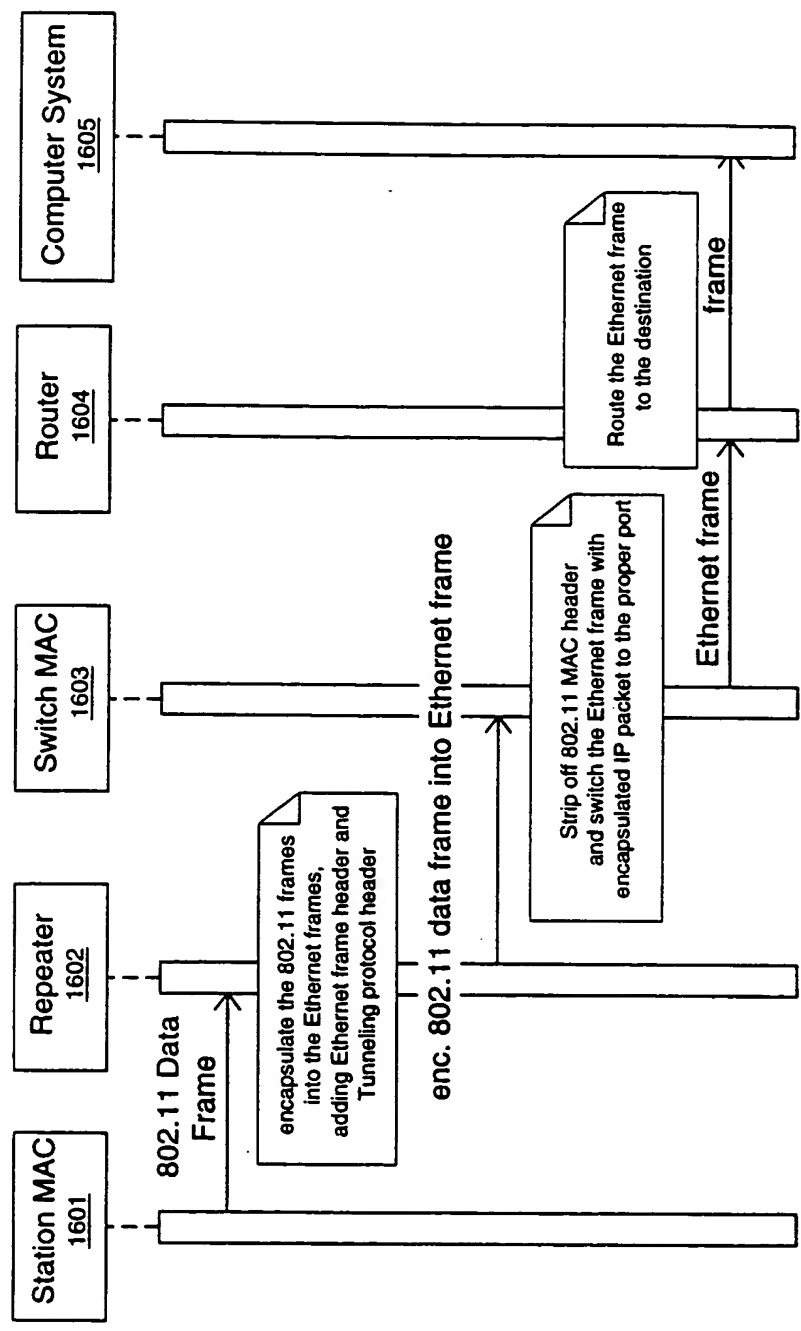 Station MAC
1601
Repeater
1602
Switch MAC
1603
Router
1604
Computer System
1605
802.11 Data
Frame
encapsulate the 802.11 frames
into the Ethernet frames,
adding Ethernet frame header and
Tunneling protocol header
enc. 802.11 data frame into Ethernet frame
Strip off 802.11 MAC header
and switch the Ethernet frame with
encapsulated IP packet to the proper port
Ethernet frame
Route the Ethernet frame
to the destination
frame